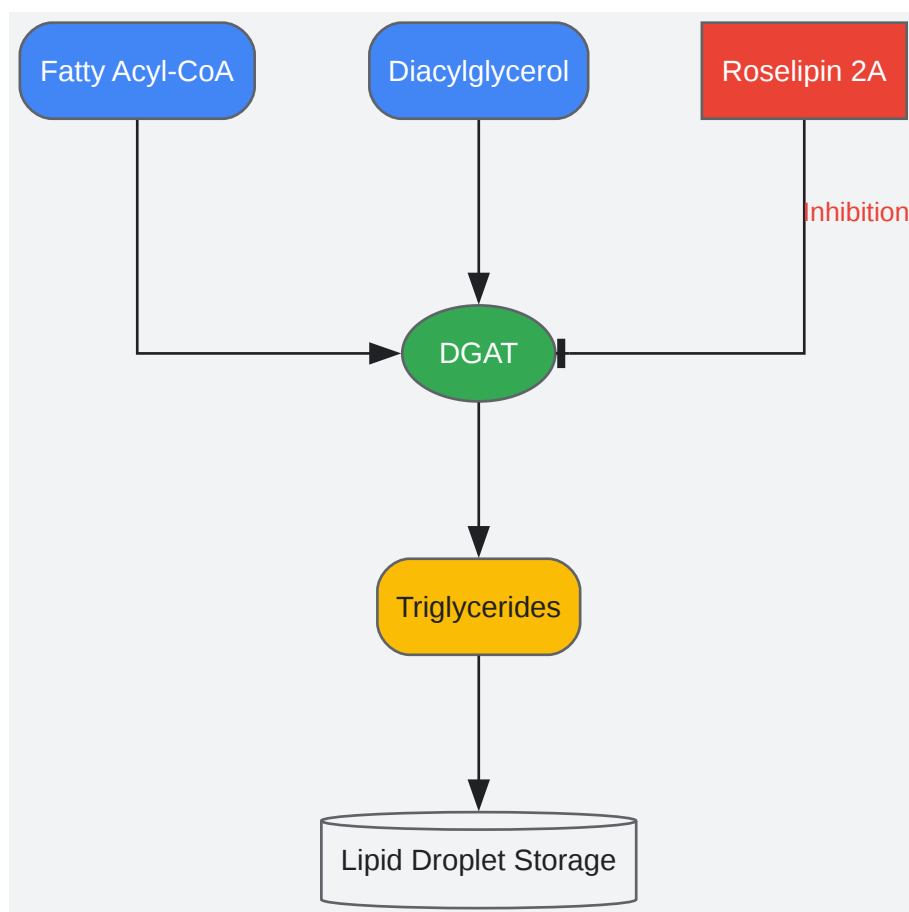 Fatty Acyl-CoA
Diacylglycerol
Roselipin 2A
Inhibition
DGAT
Triglycerides
Lipid Droplet Storage